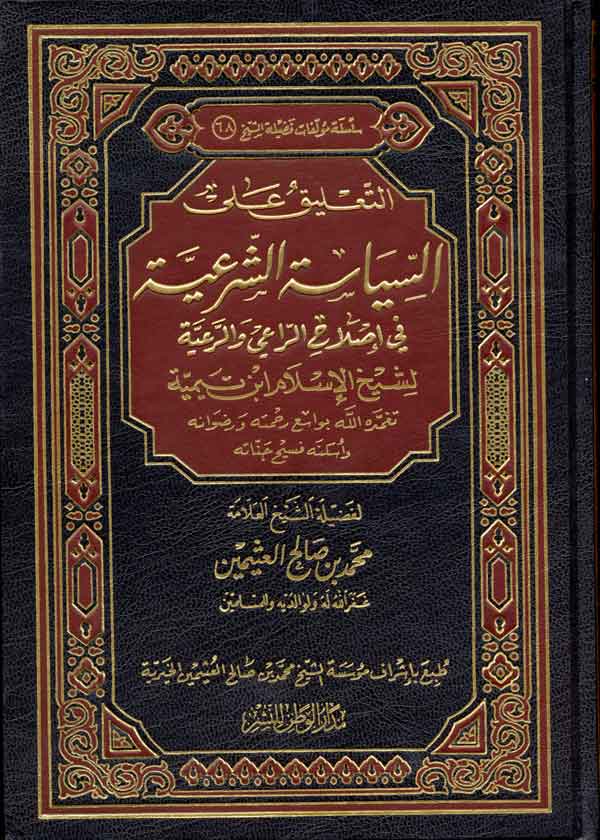 سلسلة مؤلفات فضيلة الشيخ (٦٨)
التعليق على
السياسة الشرعية
في إصلاح الراعي والرعية
لشيخ الإسلام ابن تيمية
تغمده الله بواسع رحمته ورضوانه
وأسكنه فسيح جناته
لفضيلة الشيخ العلامة
محمد بن صالح العثيمين
غفر الله له ولوالديه وللمسلمين
طبع بإشراف مؤسسة الشيخ محمد بن صالح العثيمين الخيرية
مدار الوطن للنشر